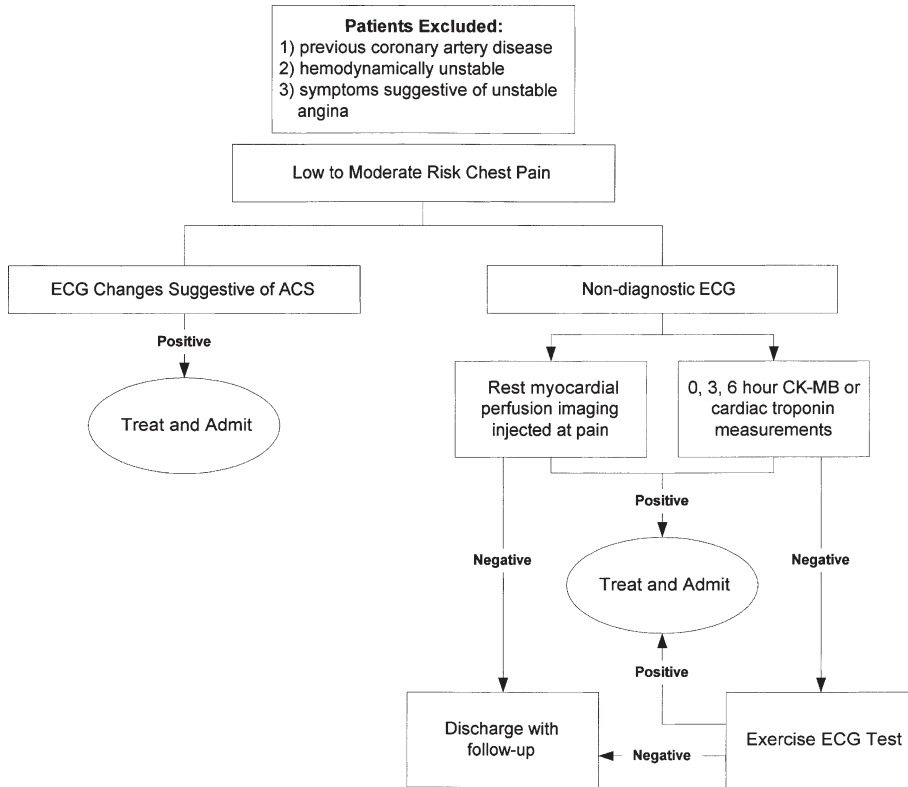 Patients Excluded:
1) previous coronary artery disease
2) hemodynamically unstable
3) symptoms suggestive of unstable
angina
Low to Moderate Risk Chest Pain
ECG Changes Suggestive of ACS
Non-diagnostic ECG
Positive
Treat and Admit
Rest myocardial
perfusion imaging
injected at pain
0, 3, 6 hour CK-MB or
cardiac troponin
measurements
Positive
Negative
Negative
Treat and Admit
Positive
Discharge with
follow-up
Negative
Exercise ECG Test